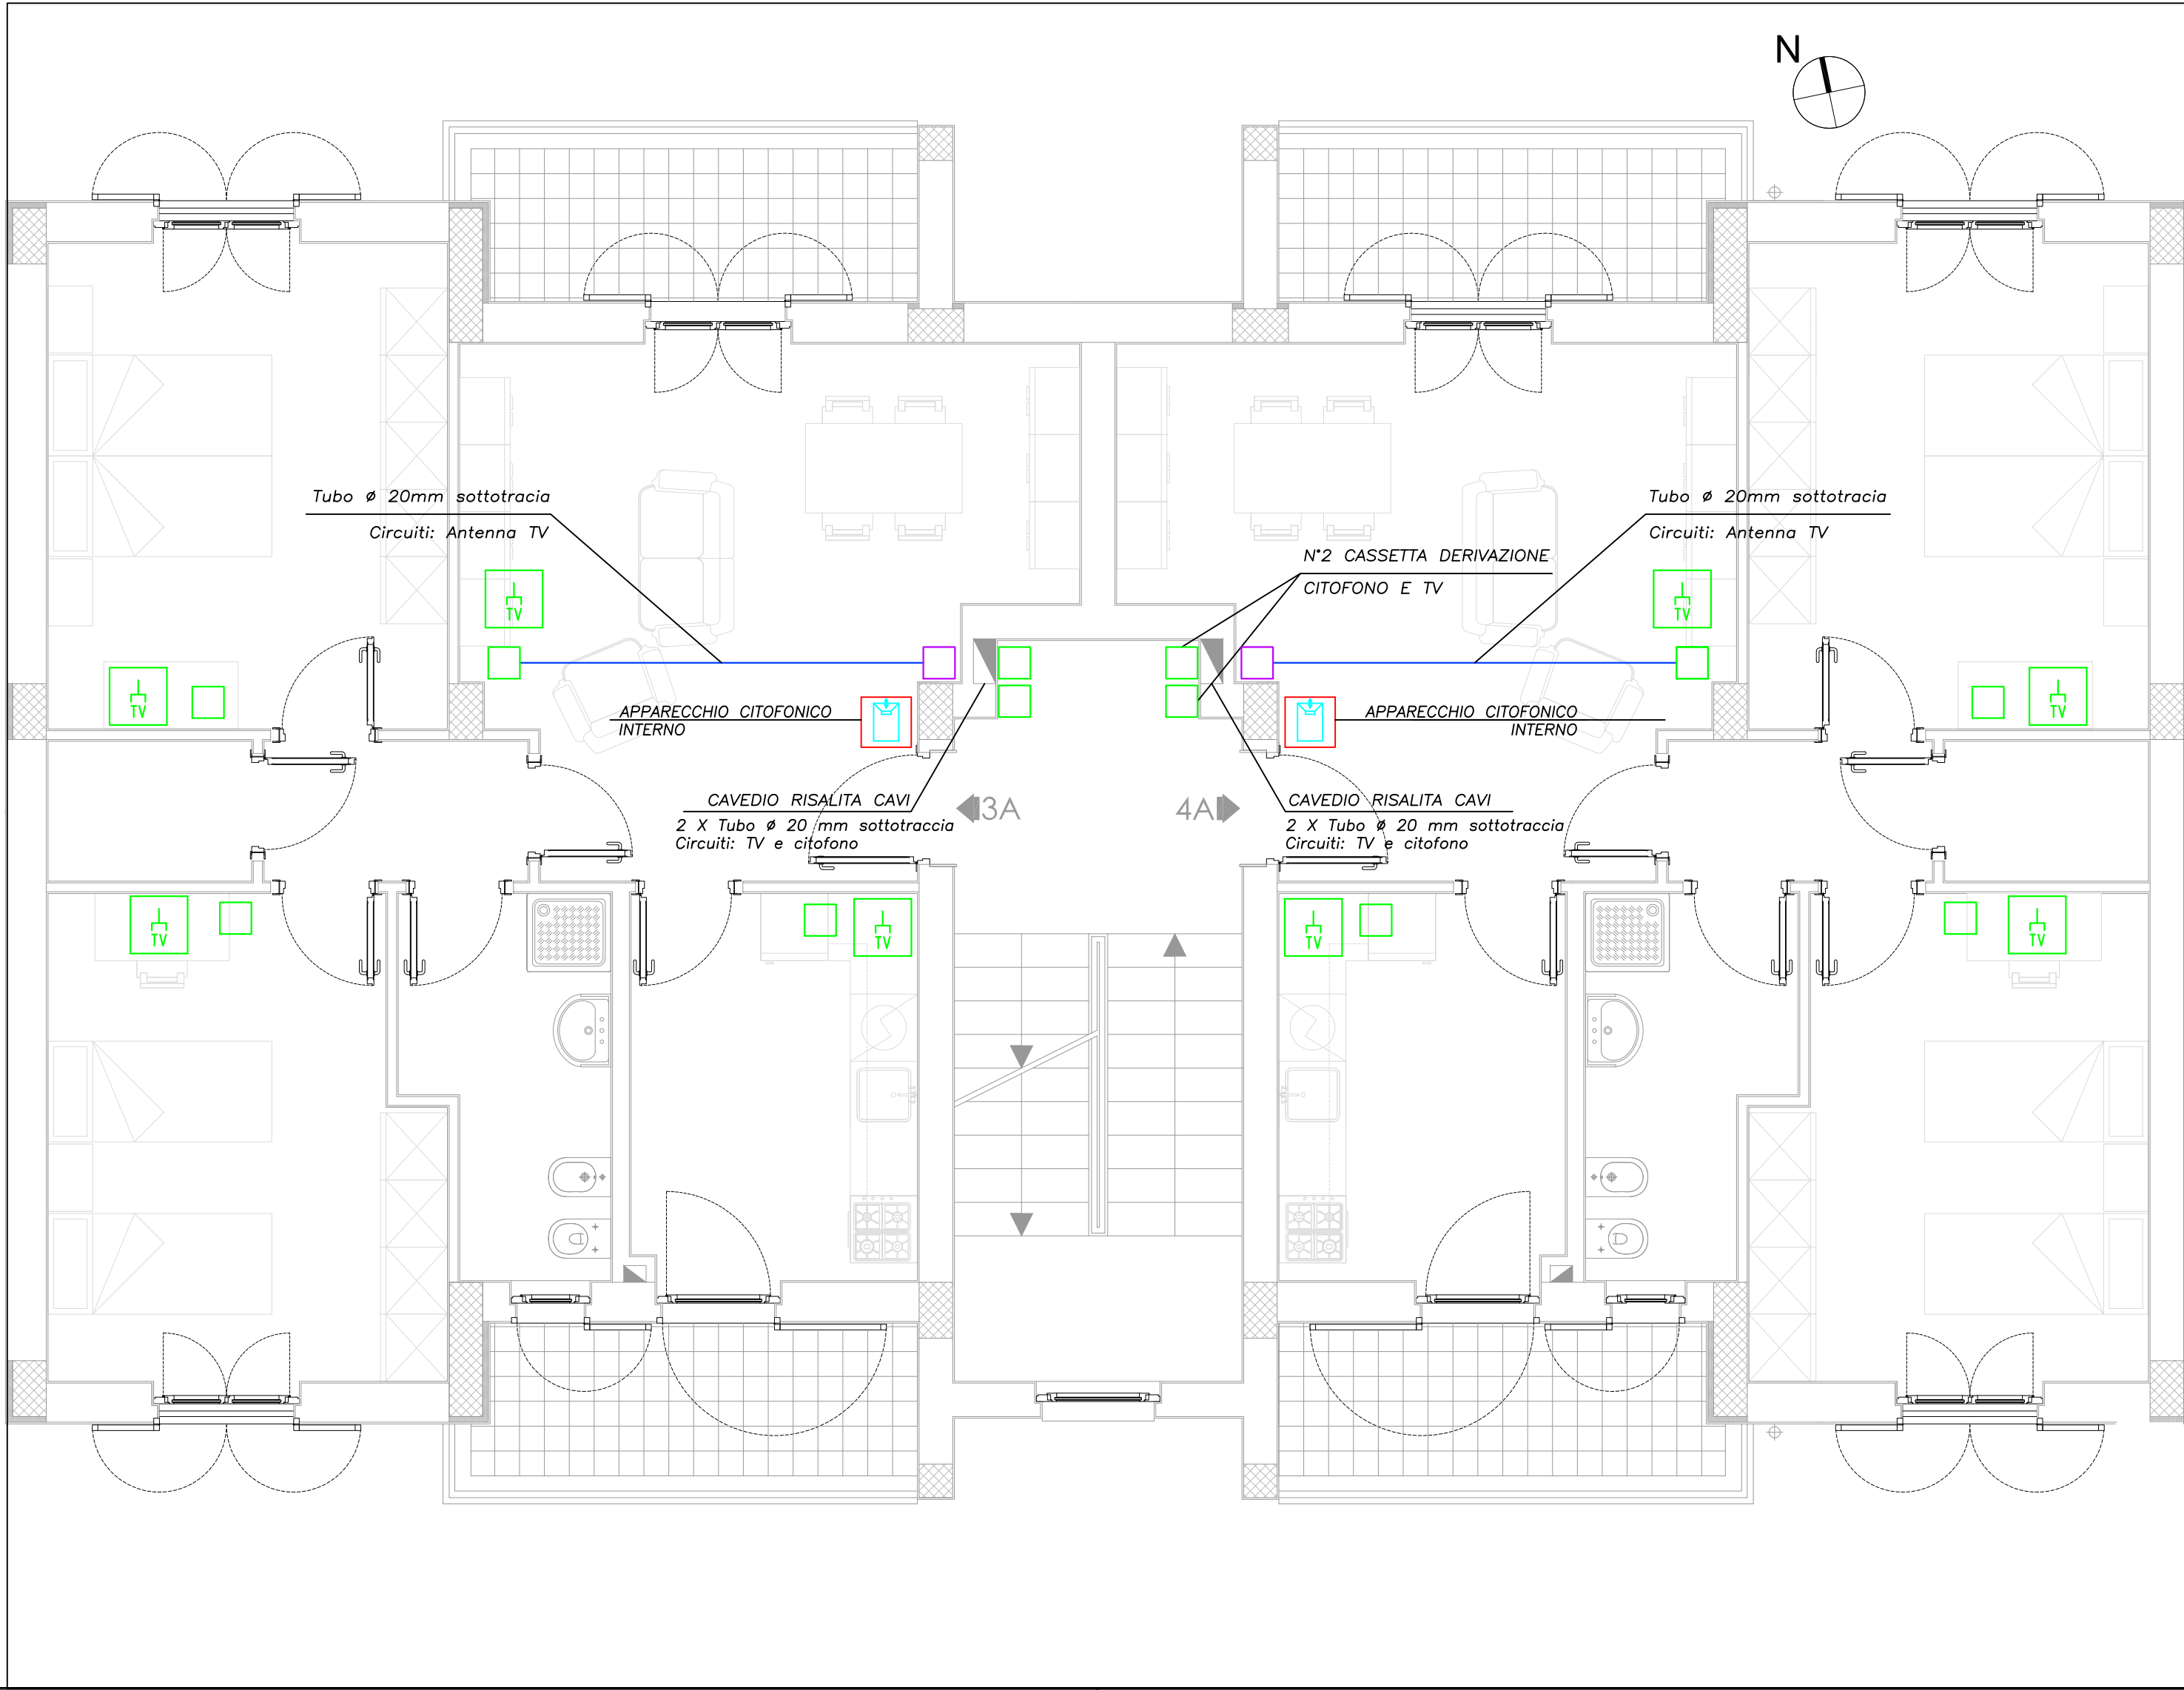 N
Tubo ø 20mm sottotracia
Circuiti: Antenna TV
Tubo ø 20mm sottotracia
Circuiti: Antenna TV
N°2 CASSETTA DERIVAZIONE
CITOFONO E TV
TV
TV
TV
TV
APPARECCHIO CITOFONICO
INTERNO
APPARECCHIO CITOFONICO
INTERNO
CAVEDIO RISALITA CAVI
2 X Tubo ø 20 mm sottotraccia
Circuiti: TV e citofono
3A
4A
CAVEDIO RISALITA CAVI
2 X Tubo ø 20 mm sottotraccia
Circuiti: TV e citofono
TV
TV
TV
TV